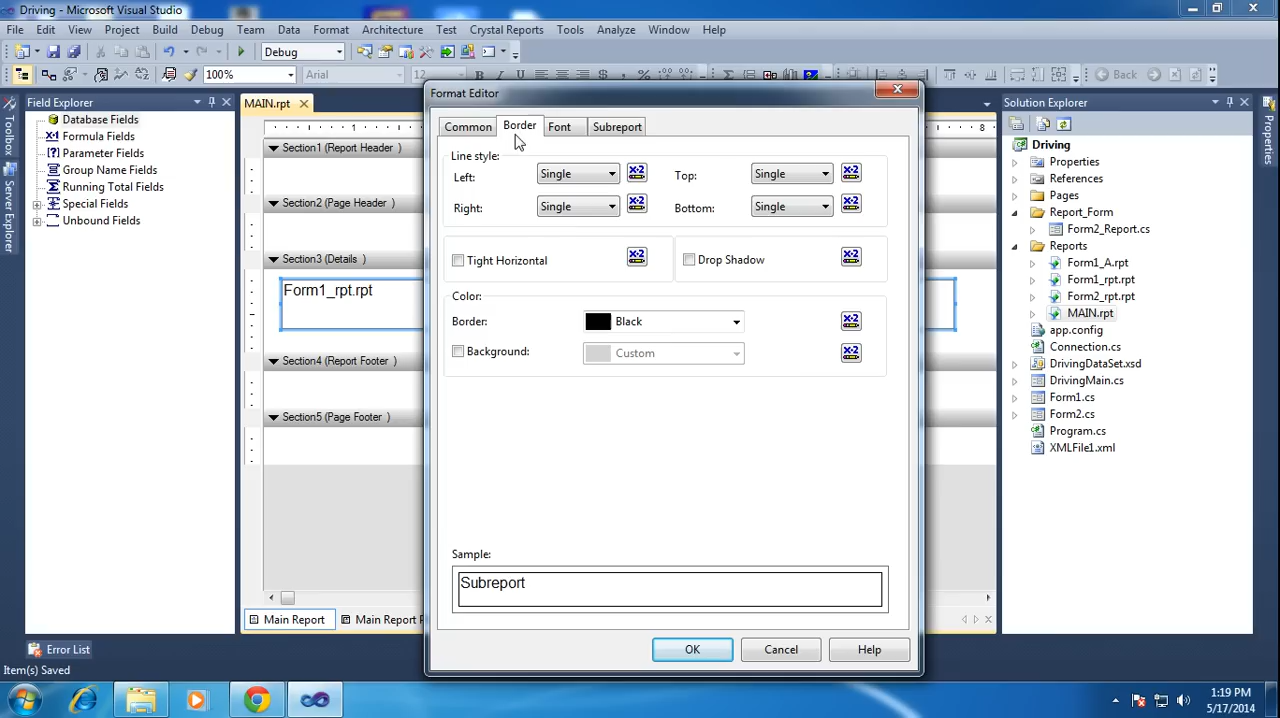 Driving - Microsoft Visual Studio
File Edit View Project Build Debug Team Data Format Architecture Test Crystal Reports Tools Analyze Window Help
Debug
100% Arial 12 Back
Toolbox
Server Explorer
Field Explorer
Database Fields
Formula Fields
Parameter Fields
Group Name Fields
Running Total Fields
Special Fields
Unbound Fields
MAIN.rpt
1
8
Section1 (Report Header )
Section2 (Page Header )
Section3 (Details )
Form1_rpt.rpt
Section4 (Report Footer )
Section5 (Page Footer )
Main Report
Main Report
Format Editor
Common Border Font Subreport
Line style:
Left: Single Top: Single
Right: Single Bottom: Single
Tight Horizontal Drop Shadow
Color:
Border: Black
Background: Custom
Sample:
Subreport
OK Cancel Help
Solution Explorer
Driving
Properties
References
Pages
Report_Form
Form2_Report.cs
Reports
Form1_A.rpt
Form1_rpt.rpt
Form2_rpt.rpt
MAIN.rpt
app.config
Connection.cs
DrivingDataSet.xsd
DrivingMain.cs
Form1.cs
Form2.cs
Program.cs
XMLFile1.xml
Properties
Error List
Item(s) Saved
1:19 PM
5/17/2014